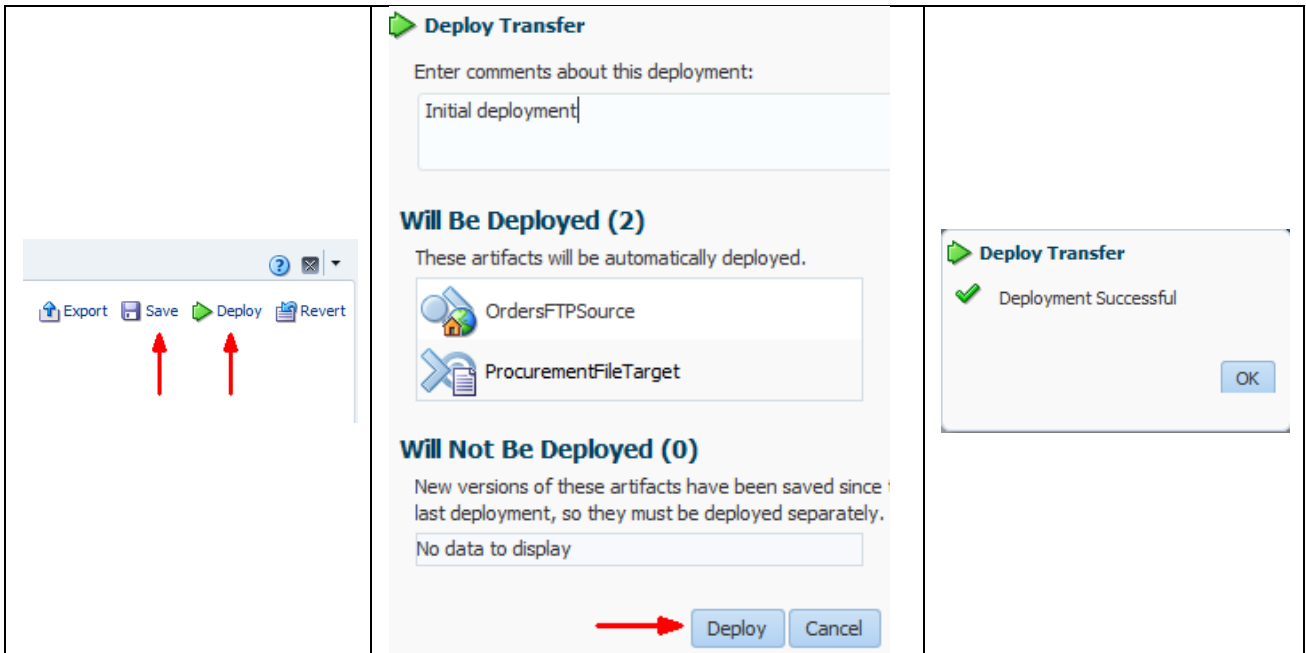 Export Save Deploy Revert
Deploy Transfer
Enter comments about this deployment:
Initial deployment
Will Be Deployed (2)
These artifacts will be automatically deployed.
OrdersFTPSource
ProcurementFileTarget
Will Not Be Deployed (0)
New versions of these artifacts have been saved since
last deployment, so they must be deployed separately.
No data to display
Deploy Cancel
Deploy Transfer
Deployment Successful
OK